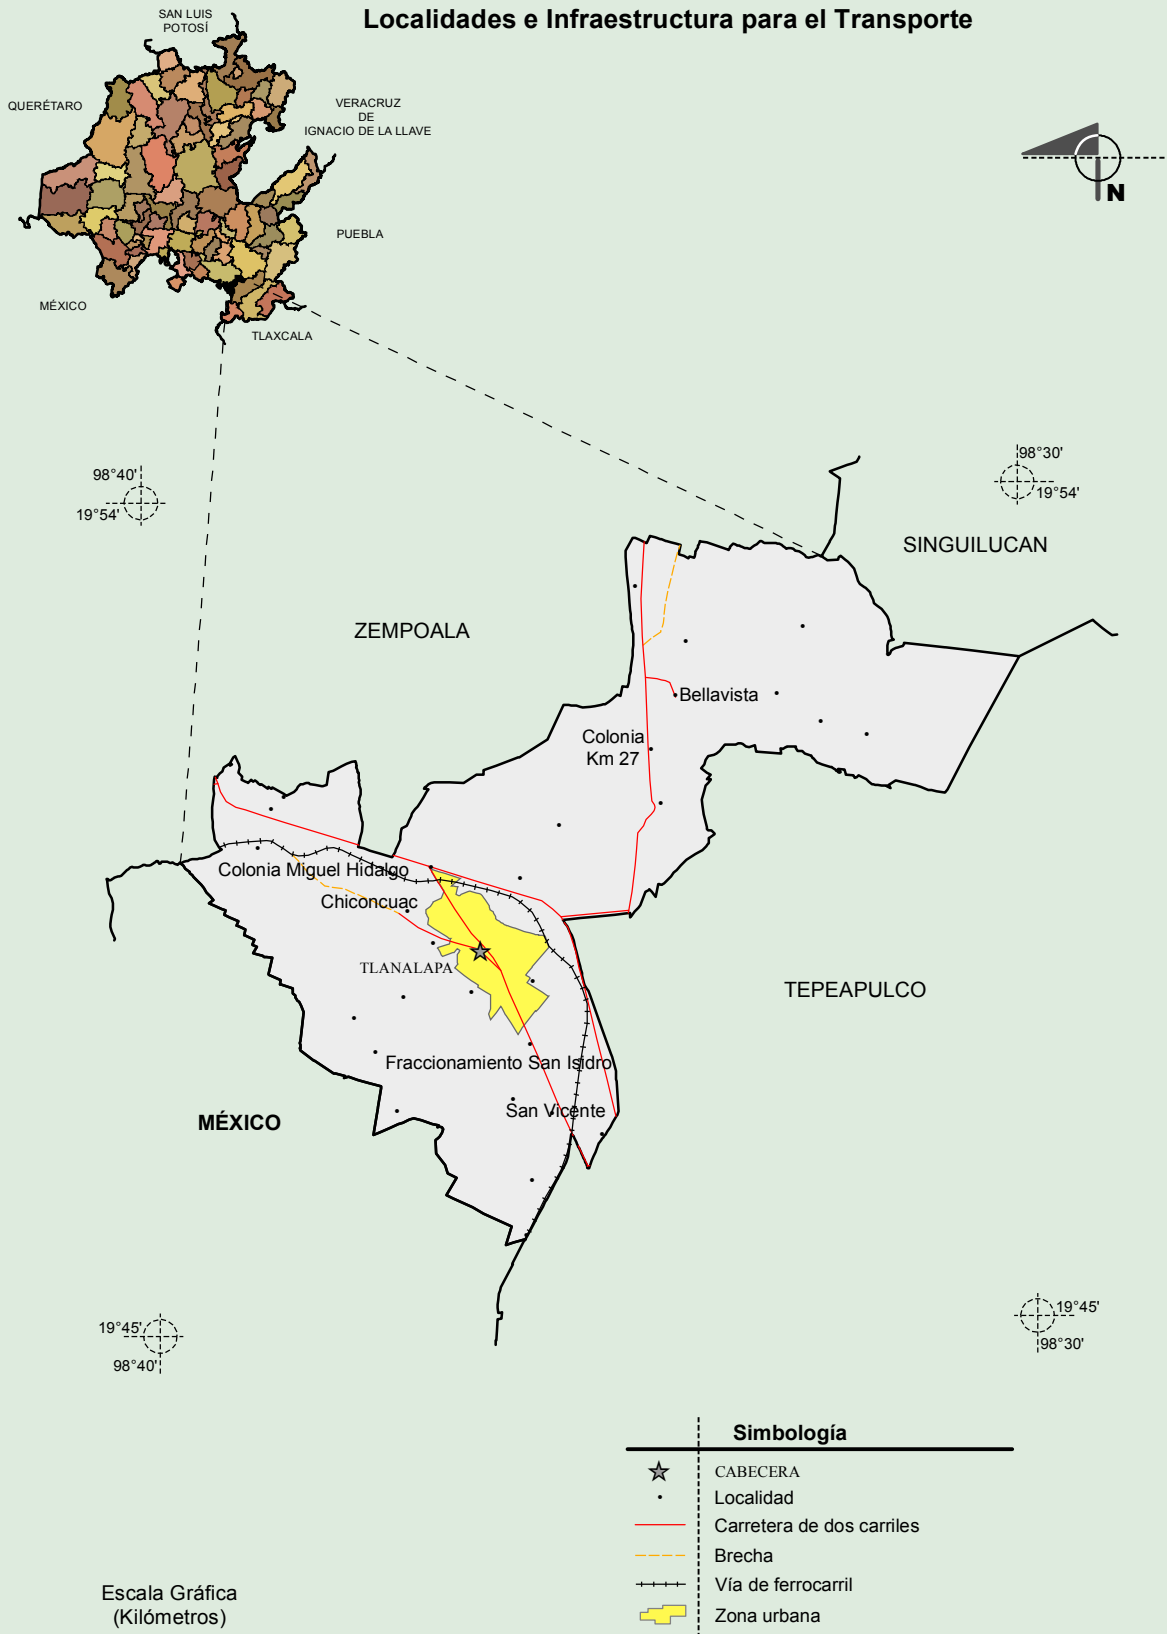 Localidades e Infraestructura para el Transporte
SAN LUIS
POTOSÍ
QUERÉTARO
VERACRUZ
DE
IGNACIO DE LA LLAVE
PUEBLA
MÉXICO
TLAXCALA
N
98°40'
19°54'
98°30'
19°54'
SINGUILUCAN
ZEMPOALA
Bellavista
Colonia
Km 27
Colonia Miguel Hidalgo
Chiconcuac
TLANALAPA
TEPEAPULCO
Fraccionamiento San Isidro
San Vicente
MÉXICO
19°45'
98°40'
19°45'
98°30'
Simbología
CABECERA
Localidad
Carretera de dos carriles
Brecha
Vía de ferrocarril
Zona urbana
Escala Gráfica
(Kilómetros)